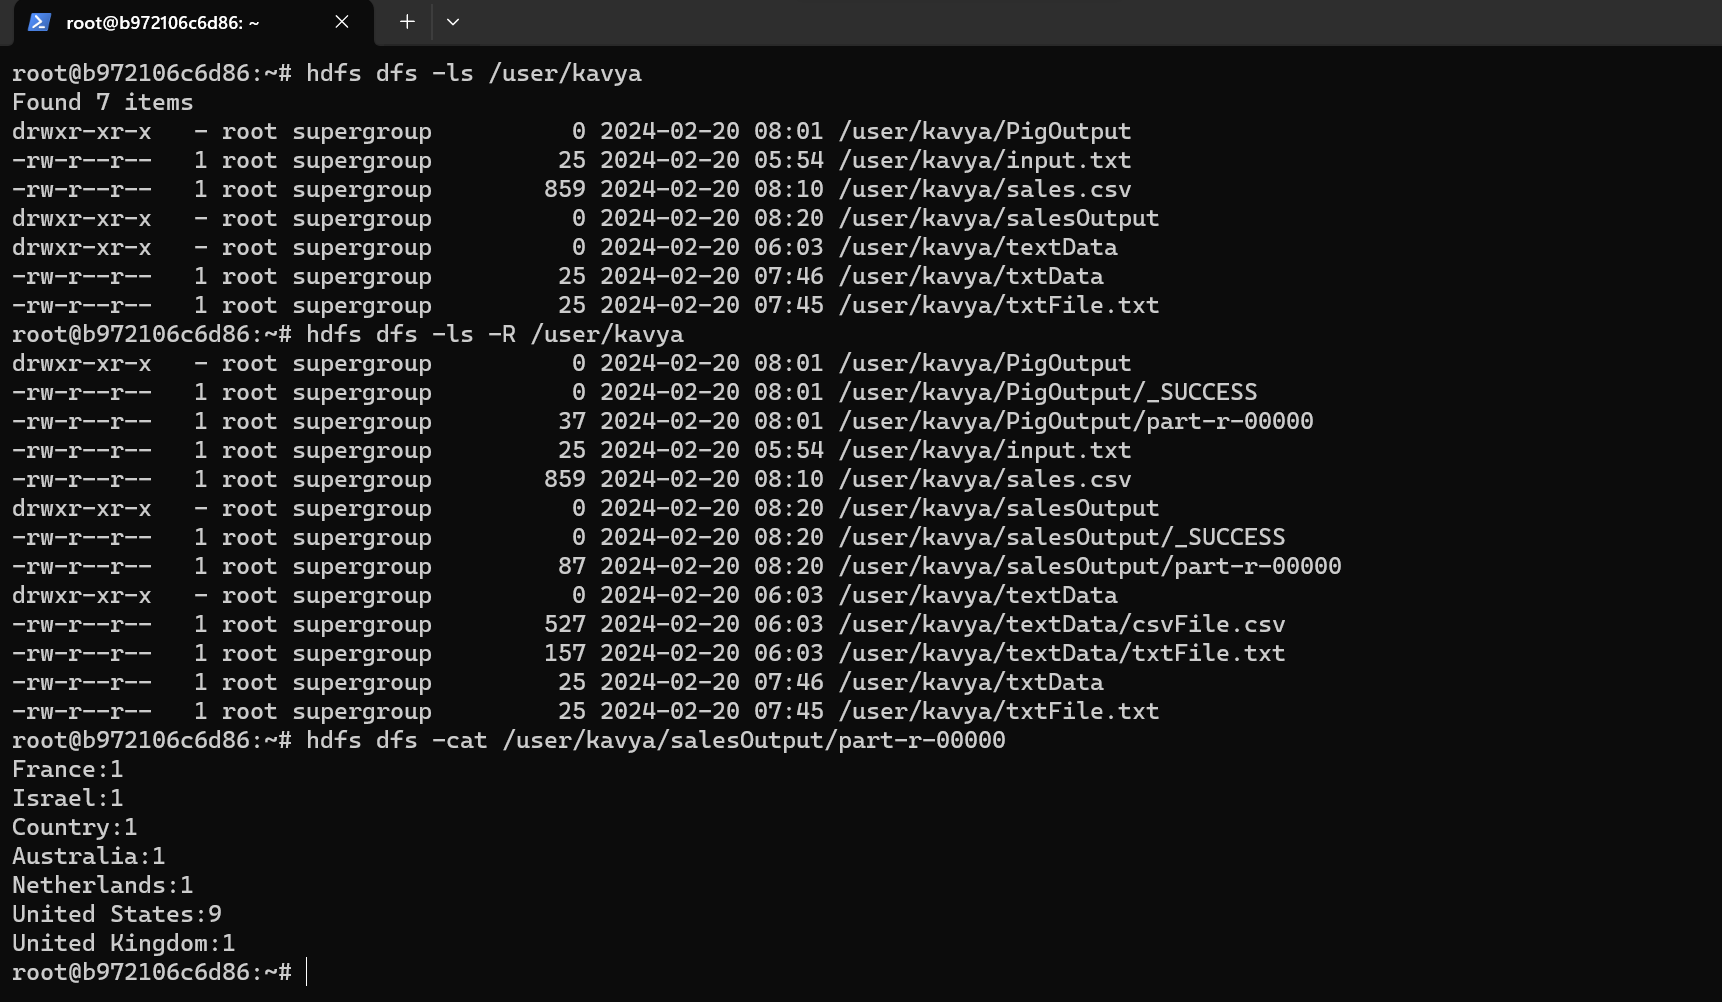 root@b972106c6d86: ~
root@b972106c6d86:~# hdfs dfs -ls /user/kavya
Found 7 items
drwxr-xr-x   - root supergroup          0 2024-02-20 08:01 /user/kavya/PigOutput
-rw-r--r--   1 root supergroup         25 2024-02-20 05:54 /user/kavya/input.txt
-rw-r--r--   1 root supergroup        859 2024-02-20 08:10 /user/kavya/sales.csv
drwxr-xr-x   - root supergroup          0 2024-02-20 08:20 /user/kavya/salesOutput
drwxr-xr-x   - root supergroup          0 2024-02-20 06:03 /user/kavya/textData
-rw-r--r--   1 root supergroup         25 2024-02-20 07:46 /user/kavya/txtData
-rw-r--r--   1 root supergroup         25 2024-02-20 07:45 /user/kavya/txtFile.txt
root@b972106c6d86:~# hdfs dfs -ls -R /user/kavya
drwxr-xr-x   - root supergroup          0 2024-02-20 08:01 /user/kavya/PigOutput
-rw-r--r--   1 root supergroup          0 2024-02-20 08:01 /user/kavya/PigOutput/_SUCCESS
-rw-r--r--   1 root supergroup         37 2024-02-20 08:01 /user/kavya/PigOutput/part-r-00000
-rw-r--r--   1 root supergroup         25 2024-02-20 05:54 /user/kavya/input.txt
-rw-r--r--   1 root supergroup        859 2024-02-20 08:10 /user/kavya/sales.csv
drwxr-xr-x   - root supergroup          0 2024-02-20 08:20 /user/kavya/salesOutput
-rw-r--r--   1 root supergroup          0 2024-02-20 08:20 /user/kavya/salesOutput/_SUCCESS
-rw-r--r--   1 root supergroup         87 2024-02-20 08:20 /user/kavya/salesOutput/part-r-00000
drwxr-xr-x   - root supergroup          0 2024-02-20 06:03 /user/kavya/textData
-rw-r--r--   1 root supergroup        527 2024-02-20 06:03 /user/kavya/textData/csvFile.csv
-rw-r--r--   1 root supergroup        157 2024-02-20 06:03 /user/kavya/textData/txtFile.txt
-rw-r--r--   1 root supergroup         25 2024-02-20 07:46 /user/kavya/txtData
-rw-r--r--   1 root supergroup         25 2024-02-20 07:45 /user/kavya/txtFile.txt
root@b972106c6d86:~# hdfs dfs -cat /user/kavya/salesOutput/part-r-00000
France:1
Israel:1
Country:1
Australia:1
Netherlands:1
United States:9
United Kingdom:1
root@b972106c6d86:~#